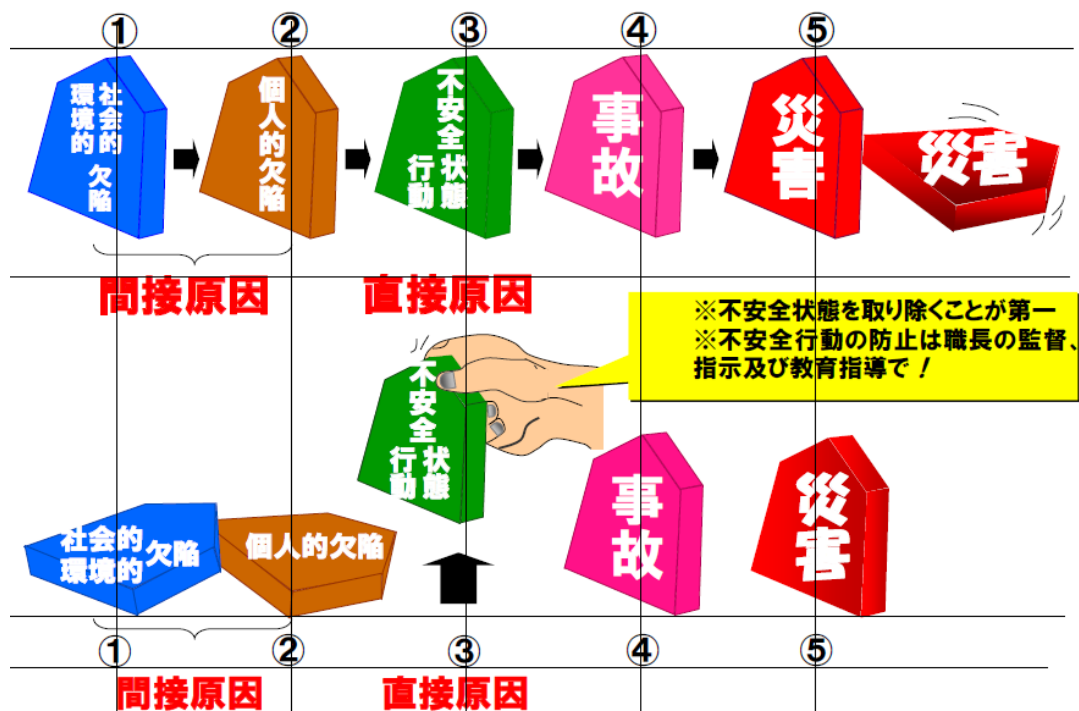 ① ② ③ ④ ⑤
社会的
環境的
欠陥
個人的欠陥
不安全
状態
行動
事故
災害
災害
間接原因
直接原因
※不安全状態を取り除くことが第一
※不安全行動の防止は職長の監督、
指示及び教育指導で！
不安全
状態
行動
事故
災害
社会的
環境的
欠陥
個人的欠陥
① ② ③ ④ ⑤
間接原因
直接原因